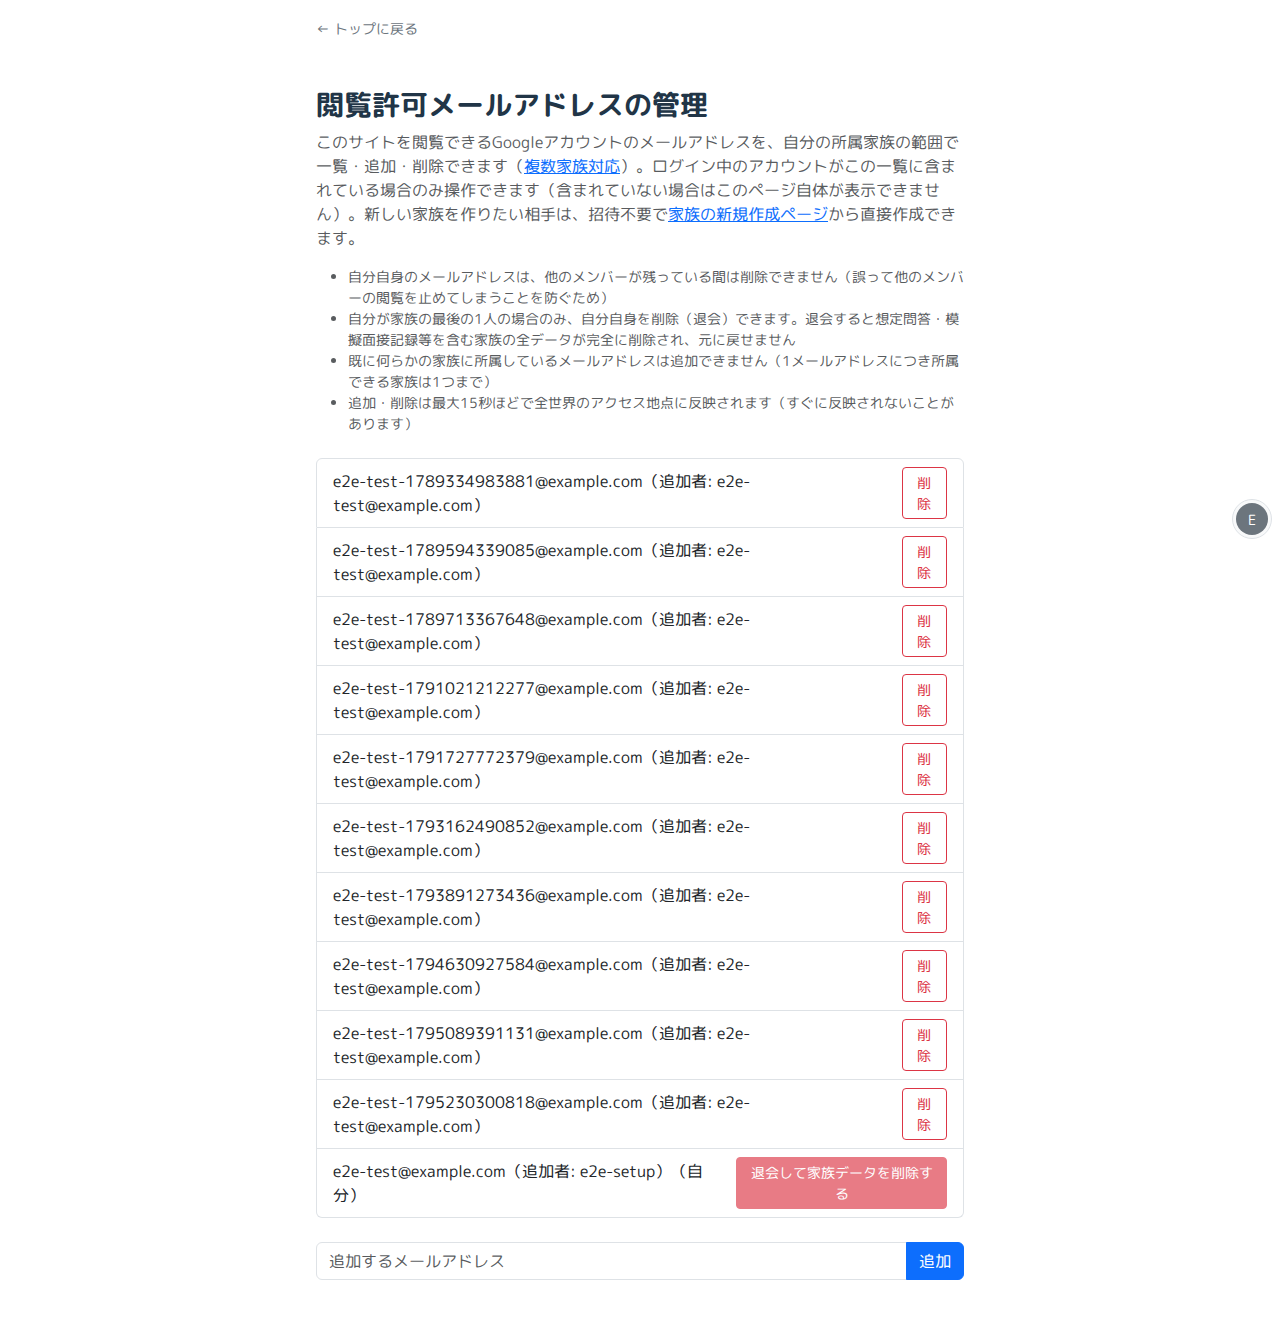 ← トップに戻る
閲覧許可メールアドレスの管理
このサイトを閲覧できるGoogleアカウントのメールアドレスを、自分の所属家族の範囲で
一覧・追加・削除できます（複数家族対応）。ログイン中のアカウントがこの一覧に含ま
れている場合のみ操作できます（含まれていない場合はこのページ自体が表示できませ
ん）。新しい家族を作りたい相手は、招待不要で家族の新規作成ページから直接作成でき
ます。
• 自分自身のメールアドレスは、他のメンバーが残っている間は削除できません（誤って他のメンバ
ーの閲覧を止めてしまうことを防ぐため）
• 自分が家族の最後の1人の場合のみ、自分自身を削除（退会）できます。退会すると想定問答・模
擬面接記録等を含む家族の全データが完全に削除され、元に戻せません
• 既に何らかの家族に所属しているメールアドレスは追加できません（1メールアドレスにつき所属
できる家族は1つまで）
• 追加・削除は最大15秒ほどで全世界のアクセス地点に反映されます（すぐに反映されないことが
あります）
e2e-test-1789334983881@example.com（追加者: e2e-
test@example.com）
削
除
e2e-test-1789594339085@example.com（追加者: e2e-
test@example.com）
削
除
e2e-test-1789713367648@example.com（追加者: e2e-
test@example.com）
削
除
e2e-test-1791021212277@example.com（追加者: e2e-
test@example.com）
削
除
e2e-test-1791727772379@example.com（追加者: e2e-
test@example.com）
削
除
e2e-test-1793162490852@example.com（追加者: e2e-
test@example.com）
削
除
e2e-test-1793891273436@example.com（追加者: e2e-
test@example.com）
削
除
e2e-test-1794630927584@example.com（追加者: e2e-
test@example.com）
削
除
e2e-test-1795089391131@example.com（追加者: e2e-
test@example.com）
削
除
e2e-test-1795230300818@example.com（追加者: e2e-
test@example.com）
削
除
e2e-test@example.com（追加者: e2e-setup）（自
分）
退会して家族データを削除す
る
追加するメールアドレス
追加
E